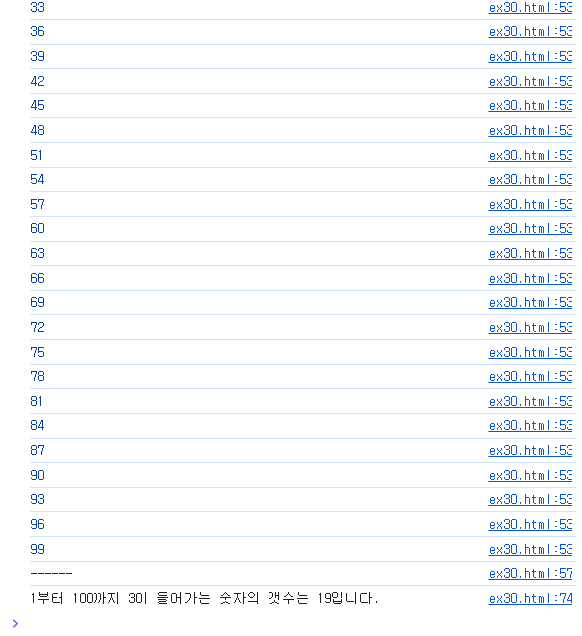 33 ex30.html:53
36 ex30.html:53
39 ex30.html:53
42 ex30.html:53
45 ex30.html:53
48 ex30.html:53
51 ex30.html:53
54 ex30.html:53
57 ex30.html:53
60 ex30.html:53
63 ex30.html:53
66 ex30.html:53
69 ex30.html:53
72 ex30.html:53
75 ex30.html:53
78 ex30.html:53
81 ex30.html:53
84 ex30.html:53
87 ex30.html:53
90 ex30.html:53
93 ex30.html:53
96 ex30.html:53
99 ex30.html:53
------ ex30.html:57
1부터 100까지 3이 들어가는 숫자의 갯수는 19입니다. ex30.html:74
>